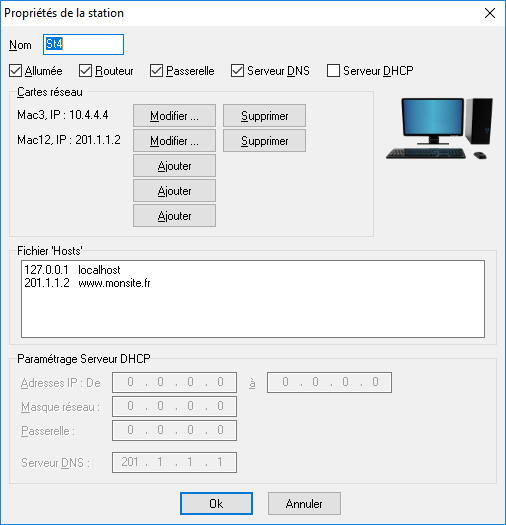 Propriétés de la station
Nom St4
Allumée Routeur Passerelle Serveur DNS Serveur DHCP
Cartes réseau
Mac3, IP : 10.4.4.4 Modifier ... Supprimer
Mac12, IP : 201.1.1.2 Modifier ... Supprimer
Ajouter
Ajouter
Ajouter
Fichier 'Hosts'
127.0.0.1 localhost
201.1.1.2 www.monsite.fr
Paramétrage Serveur DHCP
Adresses IP : De 0 . 0 . 0 . 0 à 0 . 0 . 0 . 0
Masque réseau : 0 . 0 . 0 . 0
Passerelle : 0 . 0 . 0 . 0
Serveur DNS : 201 . 1 . 1 . 1
Ok Annuler